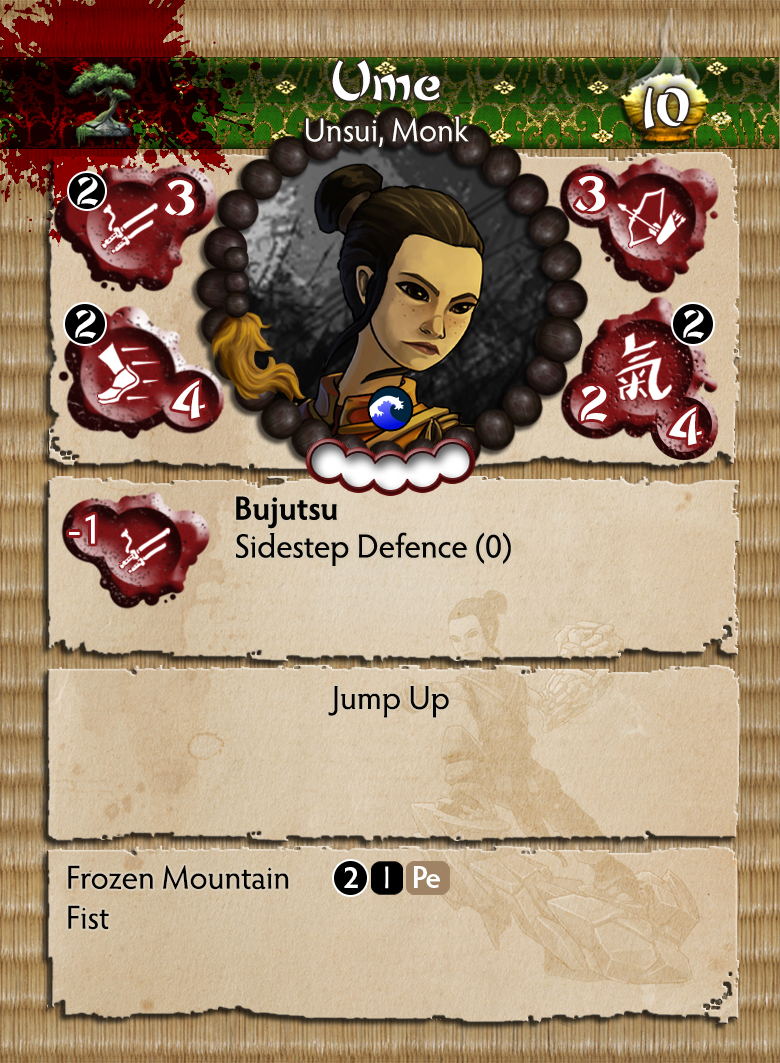 Ume
10
Unsui, Monk
2 3
3
2 4
氣 2
2 4
-1
Bujutsu
Sidestep Defence (0)
Jump Up
Frozen Mountain 2 1 Pe
Fist